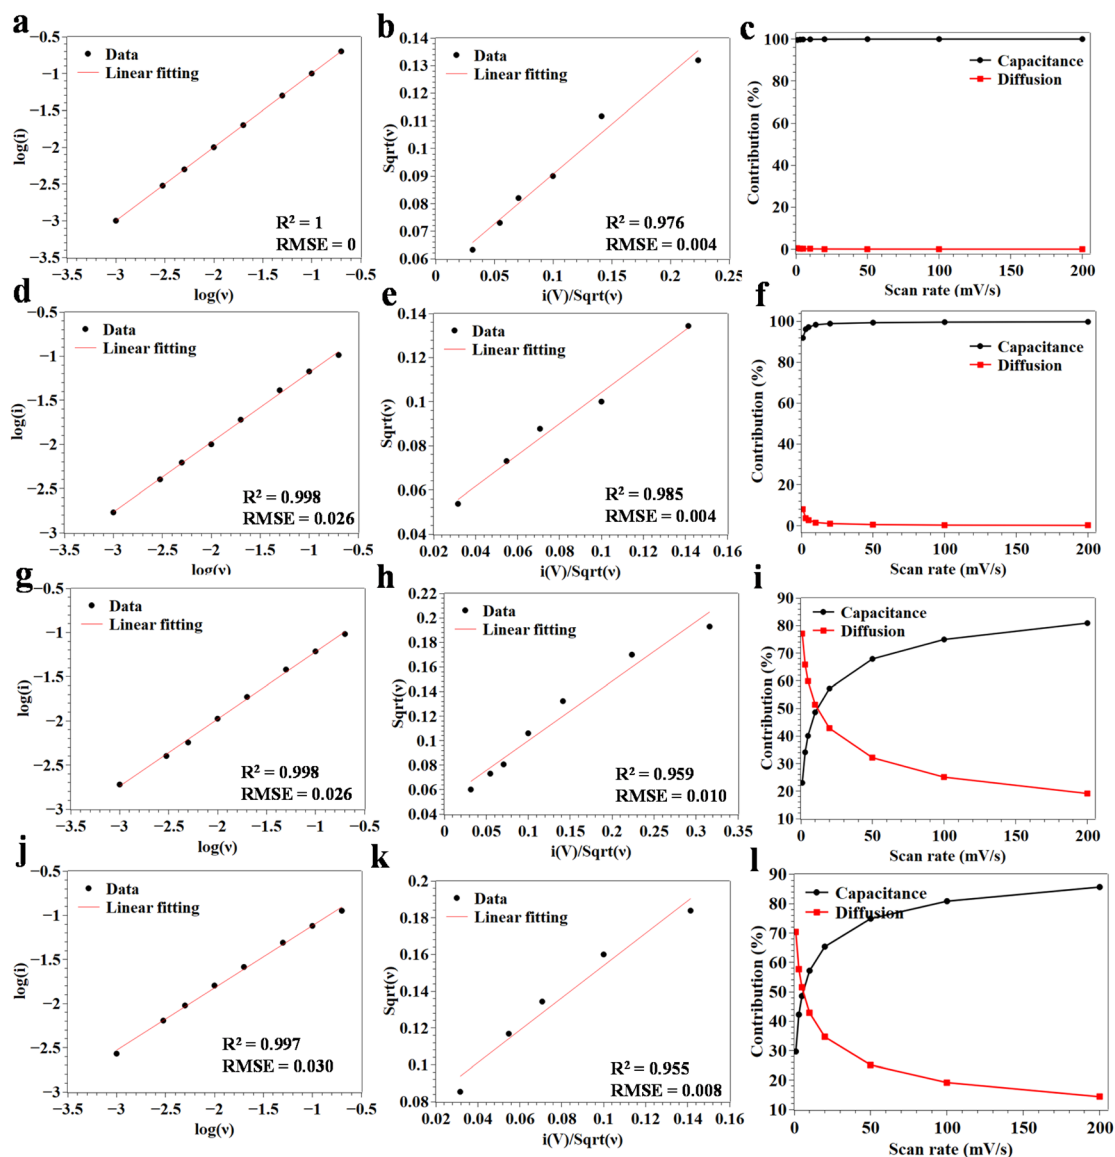 a
−0.5
−1
−1.5
−2
−2.5
−3
−3.5
log(i)
Data
Linear fitting
R² = 1
RMSE = 0
−3.5 −3 −2.5 −2 −1.5 −1 −0.5
log(ν)
b
0.14
0.13
0.12
0.11
0.1
0.09
0.08
0.07
0.06
Sqrt(ν)
Data
Linear fitting
R² = 0.976
RMSE = 0.004
0 0.05 0.1 0.15 0.2 0.25
i(V)/Sqrt(ν)
c
100
80
60
40
20
0
Contribution (%)
Capacitance
Diffusion
0 50 100 150 200
Scan rate (mV/s)
d
−0.5
−1
−1.5
−2
−2.5
−3
log(i)
Data
Linear fitting
R² = 0.998
RMSE = 0.026
−3.5 −3 −2.5 −2 −1.5 −1 −0.5
log(ν)
e
0.14
0.12
0.1
0.08
0.06
0.04
Sqrt(ν)
Data
Linear fitting
R² = 0.985
RMSE = 0.004
0.02 0.04 0.06 0.08 0.1 0.12 0.14 0.16
i(V)/Sqrt(ν)
f
100
80
60
40
20
0
Contribution (%)
Capacitance
Diffusion
0 50 100 150 200
Scan rate (mV/s)
g
−0.5
−1
−1.5
−2
−2.5
−3
log(i)
Data
Linear fitting
R² = 0.998
RMSE = 0.026
−3.5 −3 −2.5 −2 −1.5 −1 −0.5
log(ν)
h
0.22
0.2
0.18
0.16
0.14
0.12
0.1
0.08
0.06
0.04
Sqrt(ν)
Data
Linear fitting
R² = 0.959
RMSE = 0.010
0 0.05 0.1 0.15 0.2 0.25 0.3 0.35
i(V)/Sqrt(ν)
i
90
80
70
60
50
40
30
20
10
Contribution (%)
Capacitance
Diffusion
0 50 100 150 200
Scan rate (mV/s)
j
−0.5
−1
−1.5
−2
−2.5
−3
log(i)
Data
Linear fitting
R² = 0.997
RMSE = 0.030
−3.5 −3 −2.5 −2 −1.5 −1 −0.5
log(ν)
k
0.2
0.18
0.16
0.14
0.12
0.1
0.08
Sqrt(ν)
Data
Linear fitting
R² = 0.955
RMSE = 0.008
0.02 0.04 0.06 0.08 0.1 0.12 0.14 0.16
i(V)/Sqrt(ν)
l
90
80
70
60
50
40
30
20
10
Contribution (%)
Capacitance
Diffusion
0 50 100 150 200
Scan rate (mV/s)